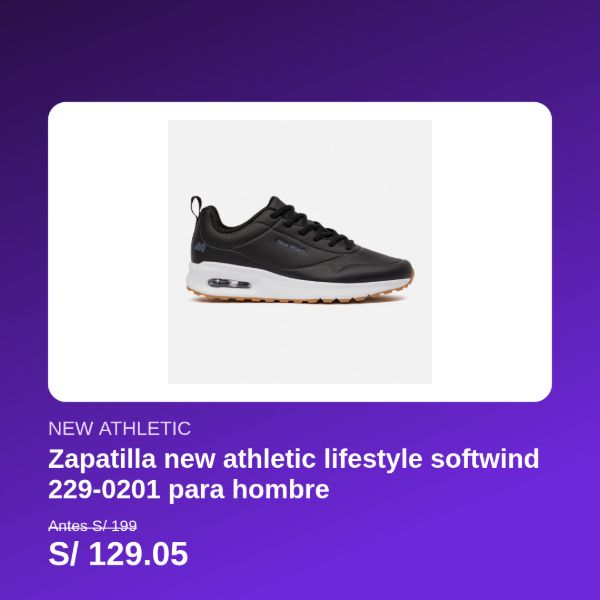 NEW ATHLETIC
Zapatilla new athletic lifestyle softwind
229-0201 para hombre
Antes S/ 199
S/ 129.05